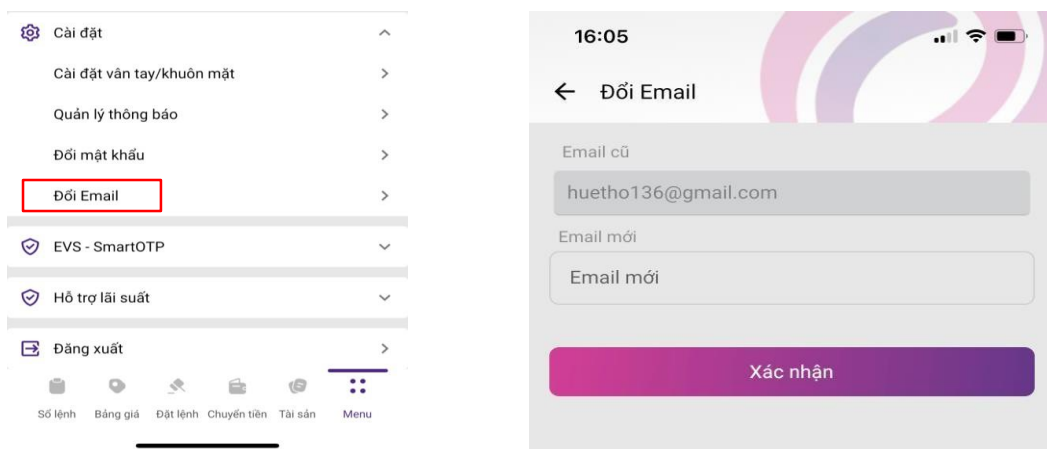 Cài đặt
Cài đặt vân tay/khuôn mặt
Quản lý thông báo
Đổi mật khẩu
Đổi Email
EVS - SmartOTP
Hỗ trợ lãi suất
Đăng xuất
Sổ lệnh Bảng giá Đặt lệnh Chuyển tiền Tài sản Menu
16:05
Đổi Email
Email cũ
huetho136@gmail.com
Email mới
Email mới
Xác nhận